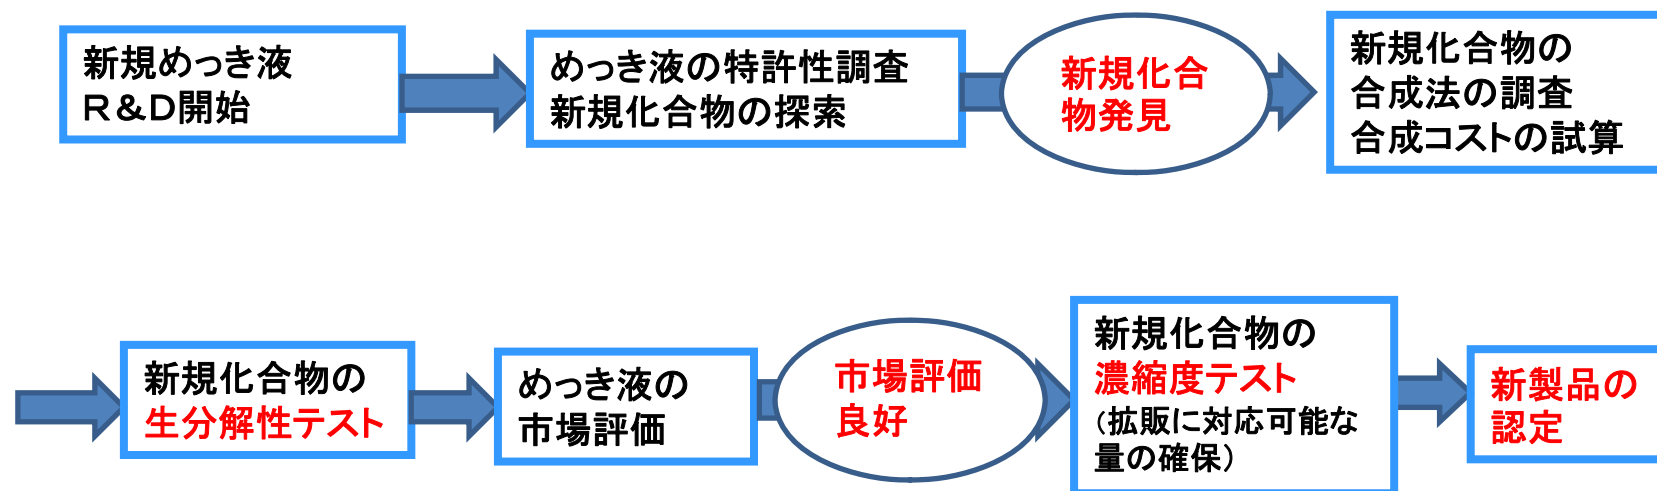 新規めっき液
R&D開始
めっき液の特許性調査
新規化合物の探索
新規化合
物発見
新規化合物の
合成法の調査
合成コストの試算
新規化合物の
生分解性テスト
めっき液の
市場評価
市場評価
良好
新規化合物の
濃縮度テスト
（拡販に対応可能な
量の確保）
新製品の
認定